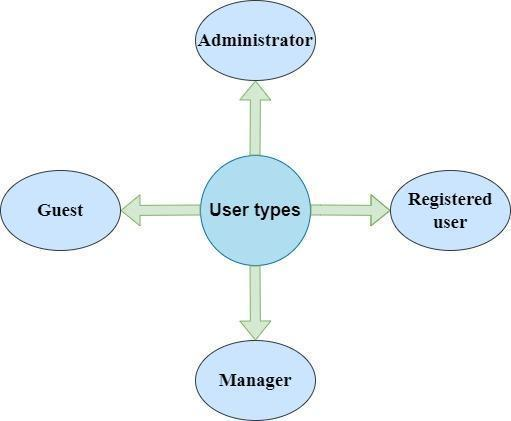 Administrator
Guest
User types
Registered
user
Manager